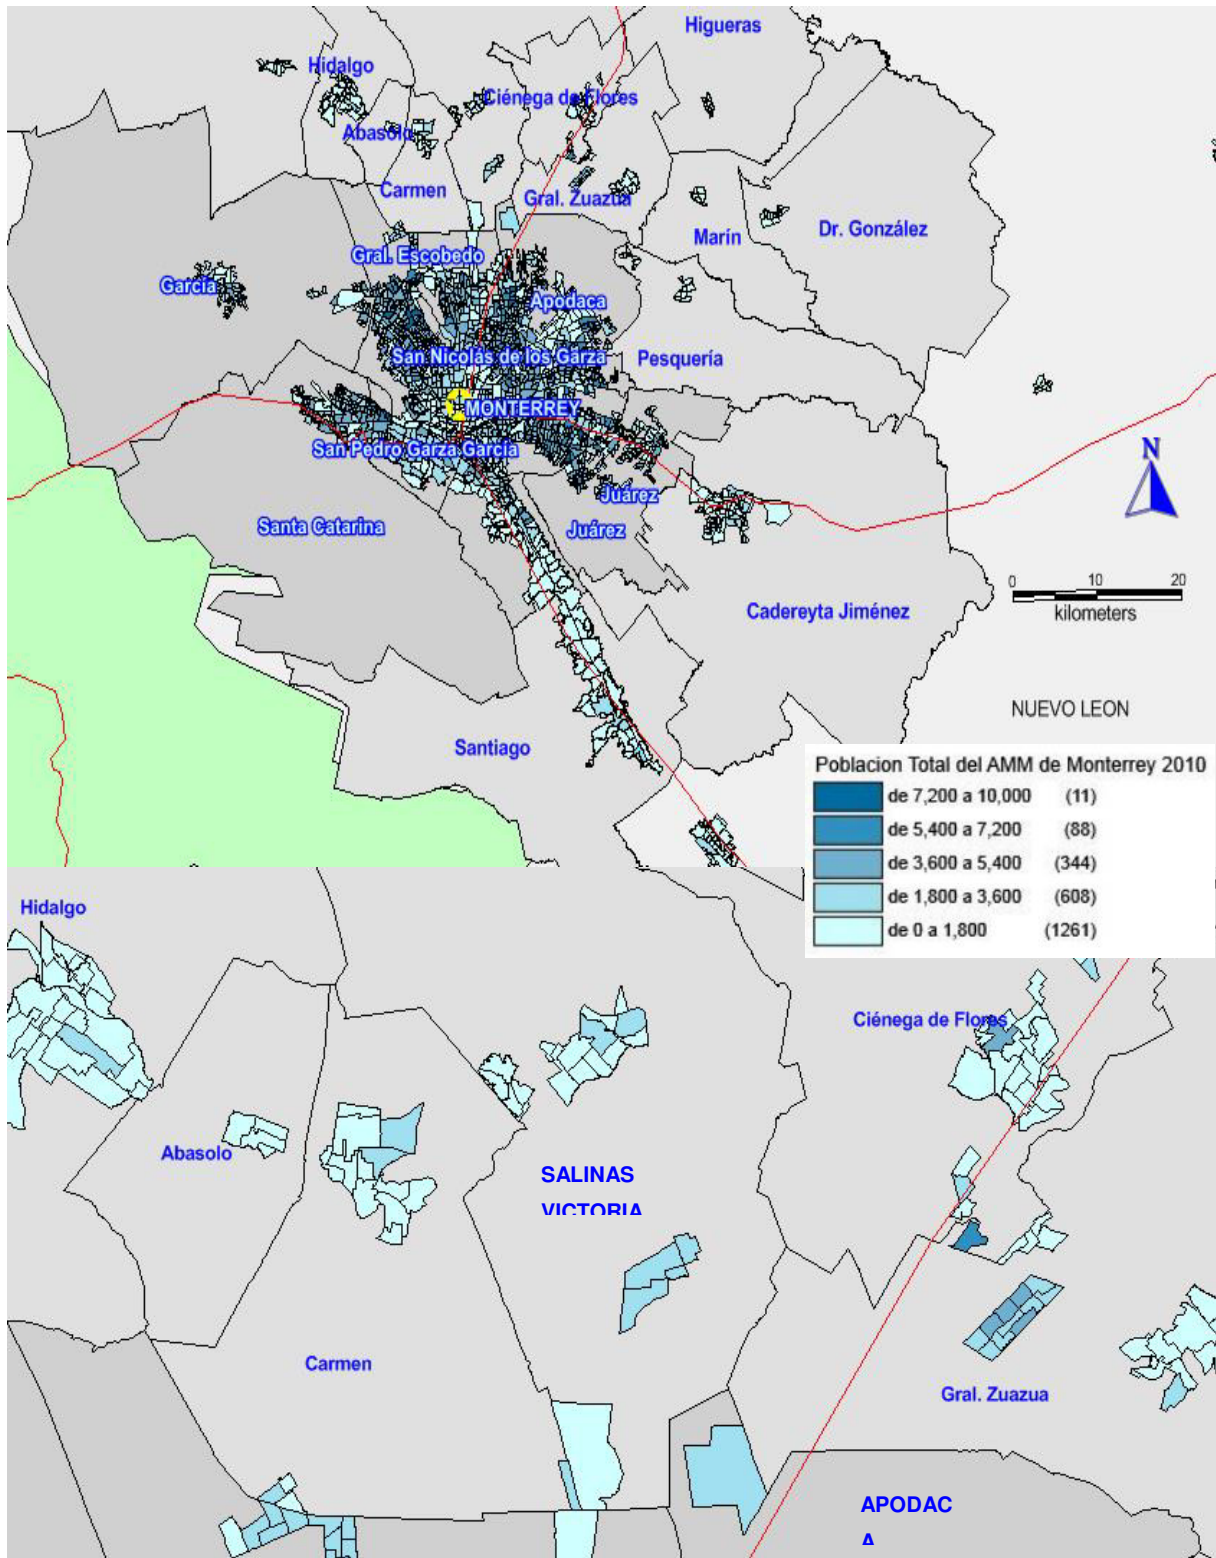 Higueras
Hidalgo
Ciénega de Flores
Abasolo
Carmen
Gral. Zuazua
Marín
Dr. González
Gral. Escobedo
García
Apodaca
San Nicolás de los Garza
Pesquería
MONTERREY
San Pedro Garza García
N
Juárez
Santa Catarina
Juárez
0 10 20
kilometers
Cadereyta Jiménez
NUEVO LEON
Santiago
Poblacion Total del AMM de Monterrey 2010
de 7,200 a 10,000 (11)
de 5,400 a 7,200 (88)
de 3,600 a 5,400 (344)
de 1,800 a 3,600 (608)
de 0 a 1,800 (1261)
Hidalgo
Ciénega de Flores
Abasolo
SALINAS
VICTORIA
Carmen
Gral. Zuazua
APODAC
A